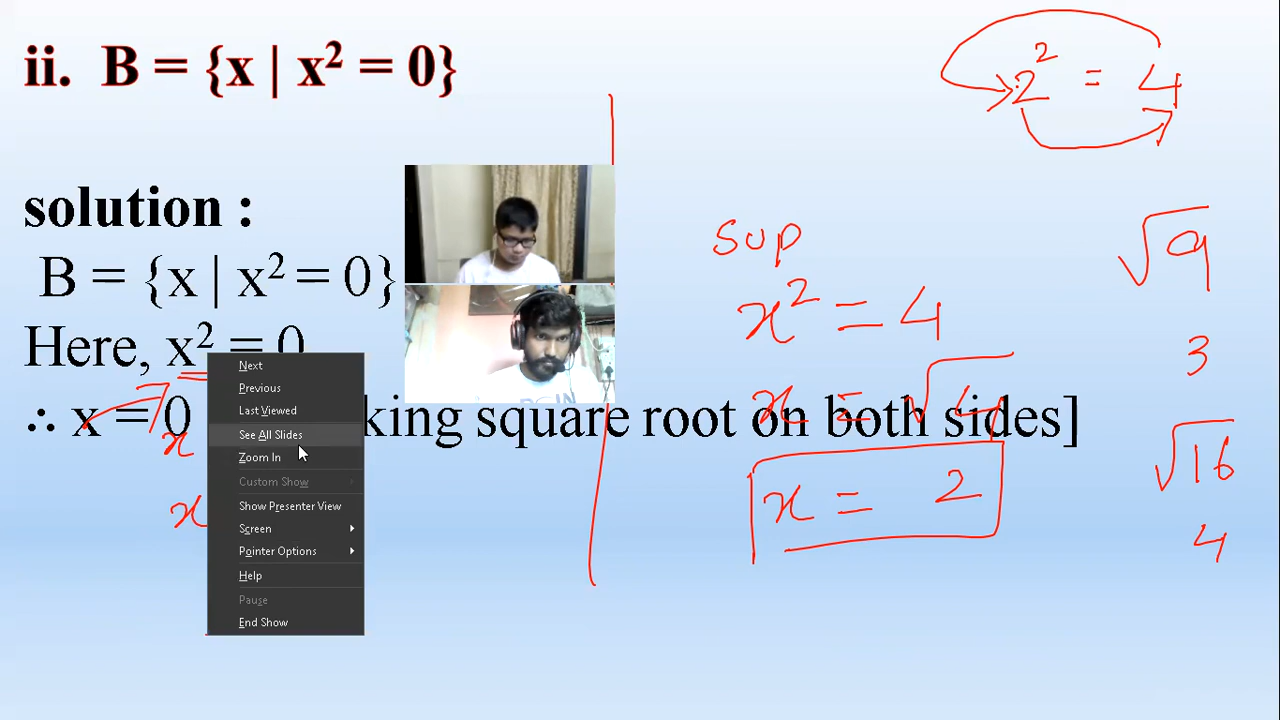 ii. B = {x | x² = 0}
2² = 4
solution :
B = {x | x² = 0}
Here, x² = 0
∴ x = 0 king square root on both sides]
x
x
Next
Previous
Last Viewed
See All Slides
Zoom In
Custom Show
Show Presenter View
Screen
Pointer Options
Help
Pause
End Show
Sup
x² = 4
x = √4
x = 2
√9
3
√16
4